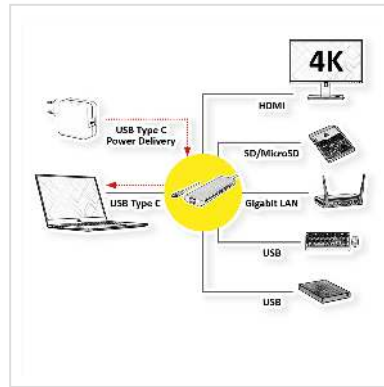 4K
HDMI
USB Type C
Power Delivery
SD/MicroSD
USB Type C
Gigabit LAN
USB
USB